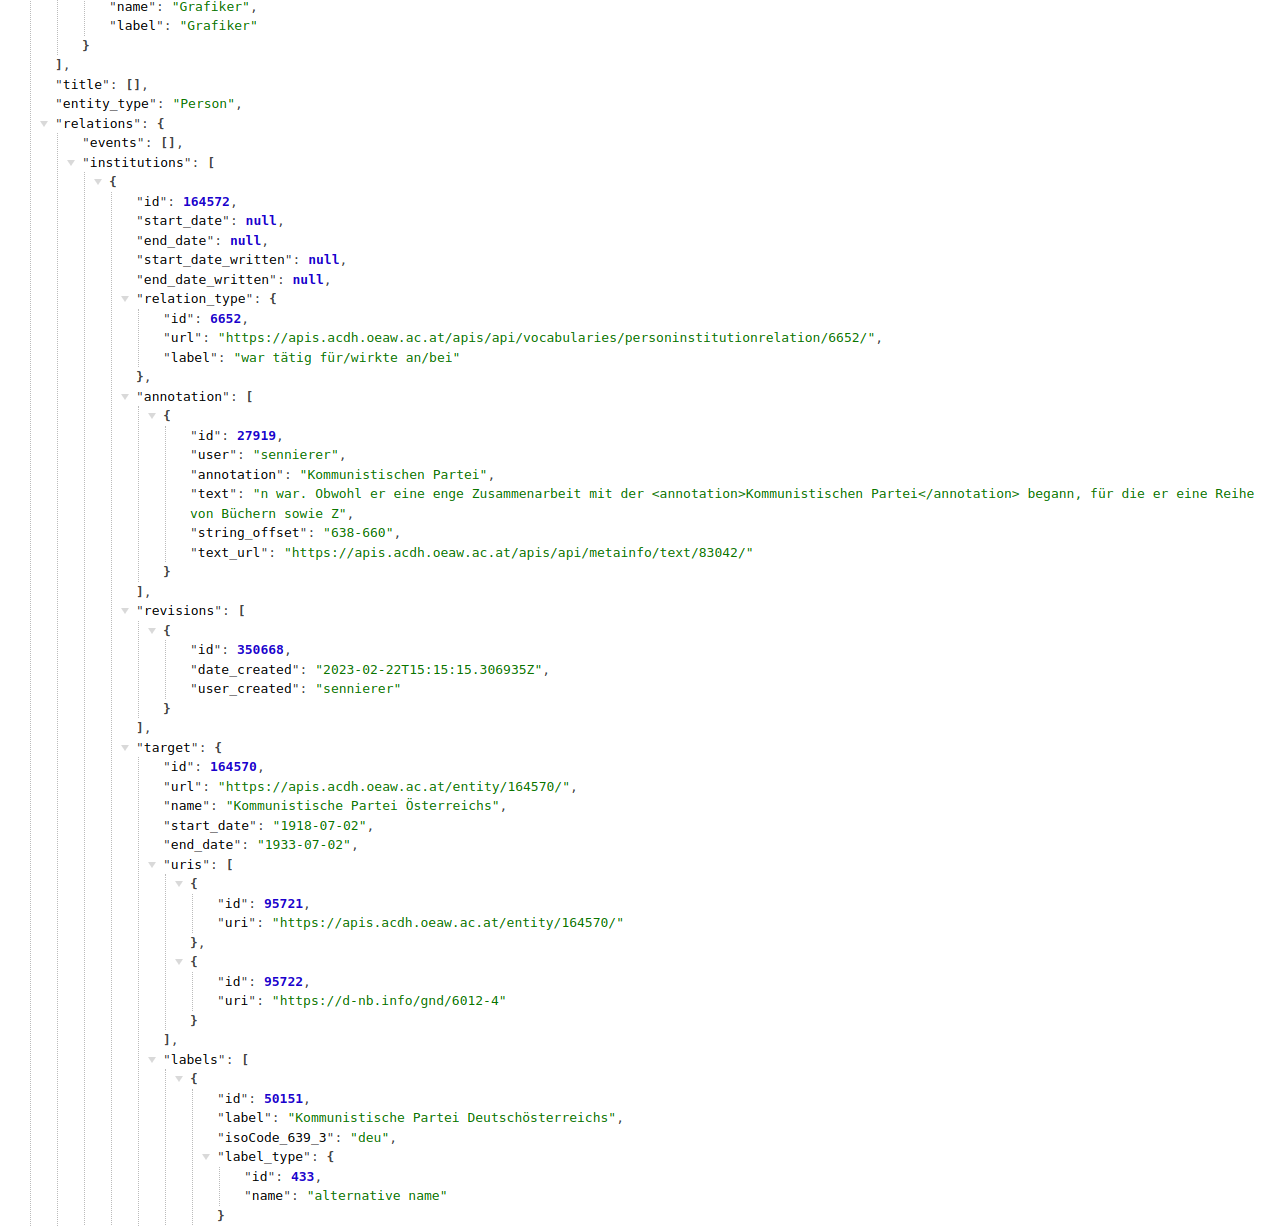 "name": "Grafiker",
"label": "Grafiker"
}
],
"title": [],
"entity_type": "Person",
"relations": {
"events": [],
"institutions": [
{
"id": 164572,
"start_date": null,
"end_date": null,
"start_date_written": null,
"end_date_written": null,
"relation_type": {
"id": 6652,
"url": "https://apis.acdh.oeaw.ac.at/apis/api/vocabularies/personinstitutionrelation/6652/",
"label": "war tätig für/wirkte an/bei"
},
"annotation": [
{
"id": 27919,
"user": "sennierer",
"annotation": "Kommunistischen Partei",
"text": "n war. Obwohl er eine enge Zusammenarbeit mit der <annotation>Kommunistischen Partei</annotation> begann, für die er eine Reihe
von Büchern sowie Z",
"string_offset": "638-660",
"text_url": "https://apis.acdh.oeaw.ac.at/apis/api/metainfo/text/83042/"
}
],
"revisions": [
{
"id": 350668,
"date_created": "2023-02-22T15:15:15.306935Z",
"user_created": "sennierer"
}
],
"target": {
"id": 164570,
"url": "https://apis.acdh.oeaw.ac.at/entity/164570/",
"name": "Kommunistische Partei Österreichs",
"start_date": "1918-07-02",
"end_date": "1933-07-02",
"uris": [
{
"id": 95721,
"uri": "https://apis.acdh.oeaw.ac.at/entity/164570/"
},
{
"id": 95722,
"uri": "https://d-nb.info/gnd/6012-4"
}
],
"labels": [
{
"id": 50151,
"label": "Kommunistische Partei Deutschösterreichs",
"isoCode_639_3": "deu",
"label_type": {
"id": 433,
"name": "alternative name"
}